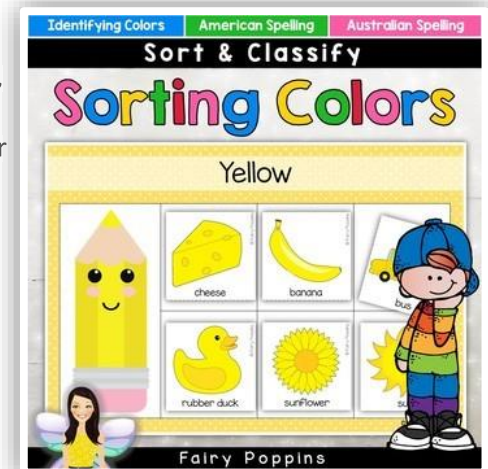 Identifying Colors American Spelling Australian Spelling
Sort & Classify
Sorting Colors
Yellow
cheese banana
bus
rubber duck sunflower
Fairy Poppins